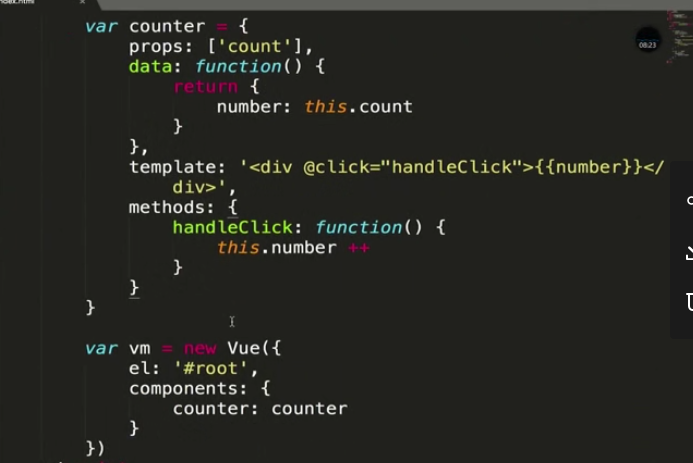 index.html ×
var counter = {
    props: ['count'],
    data: function() {
        return {
            number: this.count
        }
    },
    template: '<div @click="handleClick">{{number}}</
        div>',
    methods: {
        handleClick: function() {
            this.number ++
        }
    }
}
var vm = new Vue({
    el: '#root',
    components: {
        counter: counter
    }
})
08:23